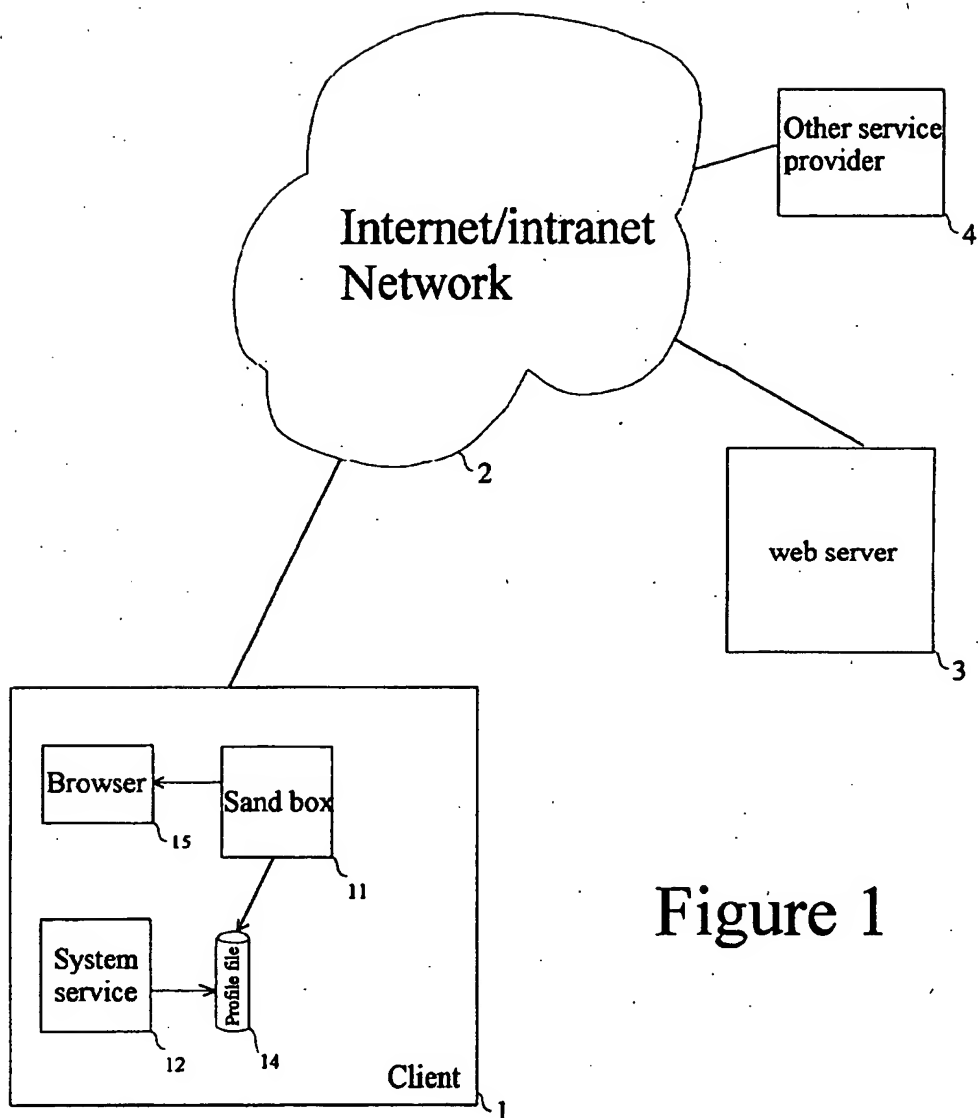 Other service
provider
4
Internet/intranet
Network
2
web server
3
Browser
15
Sand box
11
System
service
12
Profile file
14
Client
1
Figure 1